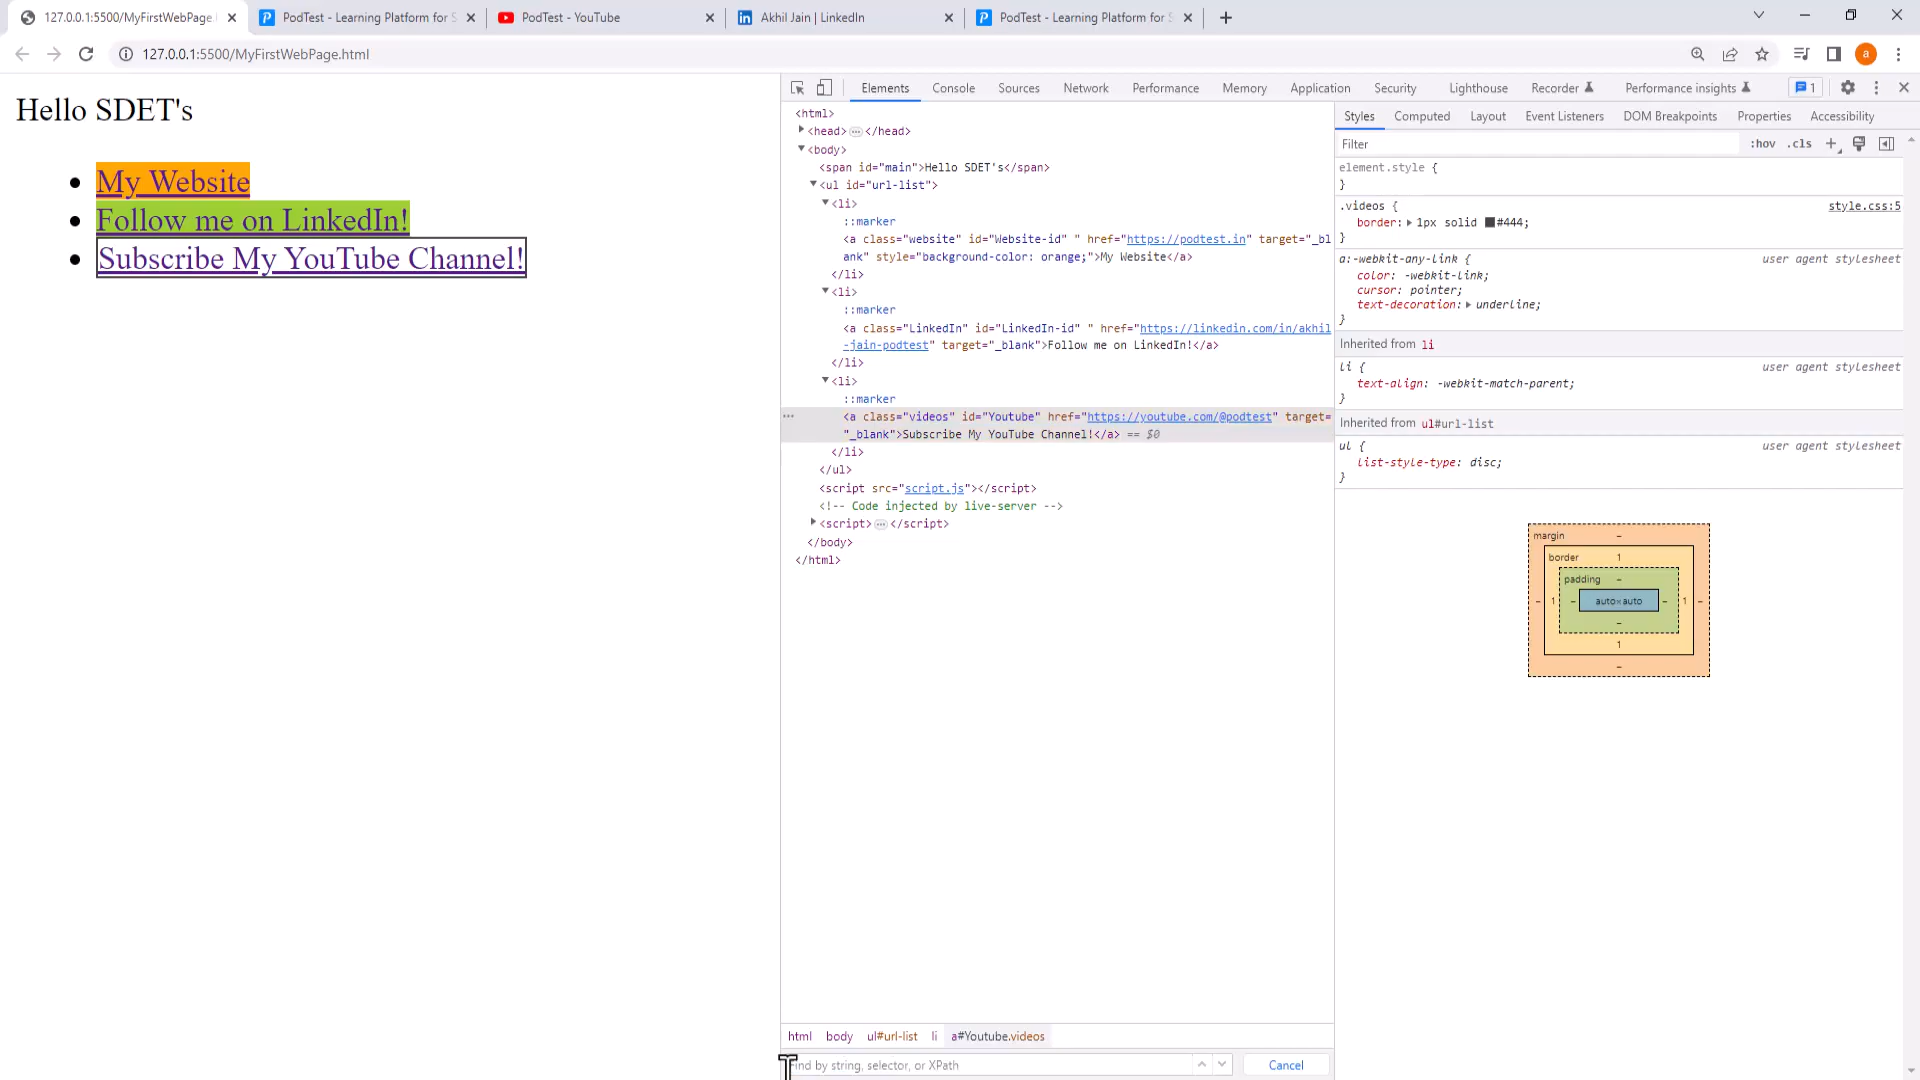 127.0.0.1:5500/MyFirstWebPage.
PodTest - Learning Platform for S
PodTest - YouTube
Akhil Jain | LinkedIn
PodTest - Learning Platform for S
127.0.0.1:5500/MyFirstWebPage.html
a
Hello SDET's
My Website
Follow me on LinkedIn!
Subscribe My YouTube Channel!
Elements Console Sources Network Performance Memory Application Security Lighthouse Recorder Performance insights 1
<html>
<head> </head>
<body>
<span id="main">Hello SDET's</span>
<ul id="url-list">
<li>
::marker
<a class="website" id="Website-id" " href="https://podtest.in" target="_bl
ank" style="background-color: orange;">My Website</a>
</li>
<li>
::marker
<a class="LinkedIn" id="LinkedIn-id" " href="https://linkedin.com/in/akhil
-jain-podtest" target="_blank">Follow me on LinkedIn!</a>
</li>
<li>
::marker
<a class="videos" id="Youtube" href="https://youtube.com/@podtest" target=
"_blank">Subscribe My YouTube Channel!</a> == $0
</li>
</ul>
<script src="script.js"></script>
<!-- Code injected by live-server -->
<script> </script>
</body>
</html>
html body ul#url-list li a#Youtube.videos
Find by string, selector, or XPath
Cancel
Styles Computed Layout Event Listeners DOM Breakpoints Properties Accessibility
Filter :hov .cls
element.style {
}
.videos { style.css:5
border: 1px solid #444;
}
a:-webkit-any-link { user agent stylesheet
color: -webkit-link;
cursor: pointer;
text-decoration: underline;
}
Inherited from li
li { user agent stylesheet
text-align: -webkit-match-parent;
}
Inherited from ul#url-list
ul { user agent stylesheet
list-style-type: disc;
}
margin –
border 1
padding –
– 1 – auto×auto – 1 –
–
1
–